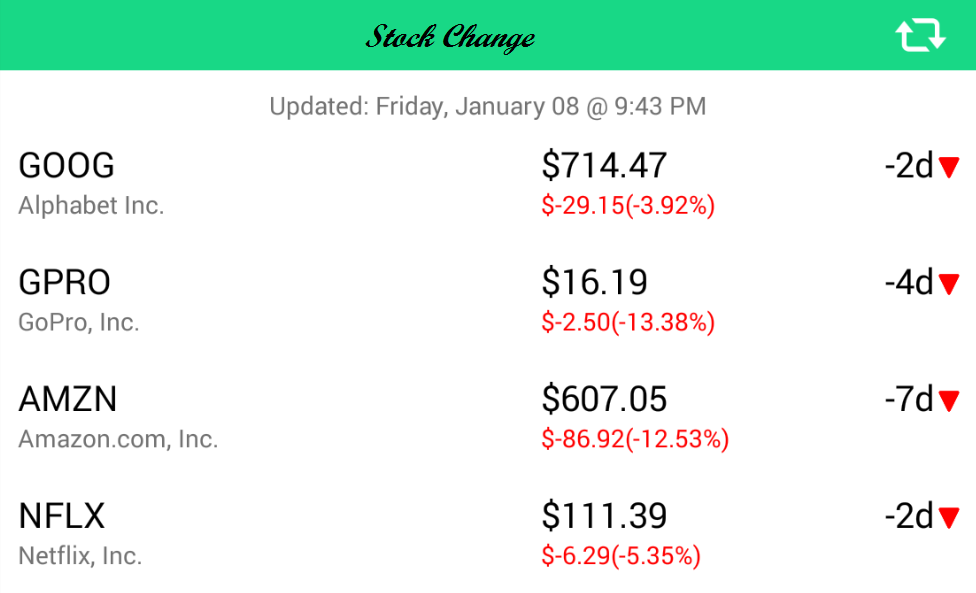 Stock Change
Updated: Friday, January 08 @ 9:43 PM
GOOG $714.47 -2d
Alphabet Inc. $-29.15(-3.92%)
GPRO $16.19 -4d
GoPro, Inc. $-2.50(-13.38%)
AMZN $607.05 -7d
Amazon.com, Inc. $-86.92(-12.53%)
NFLX $111.39 -2d
Netflix, Inc. $-6.29(-5.35%)